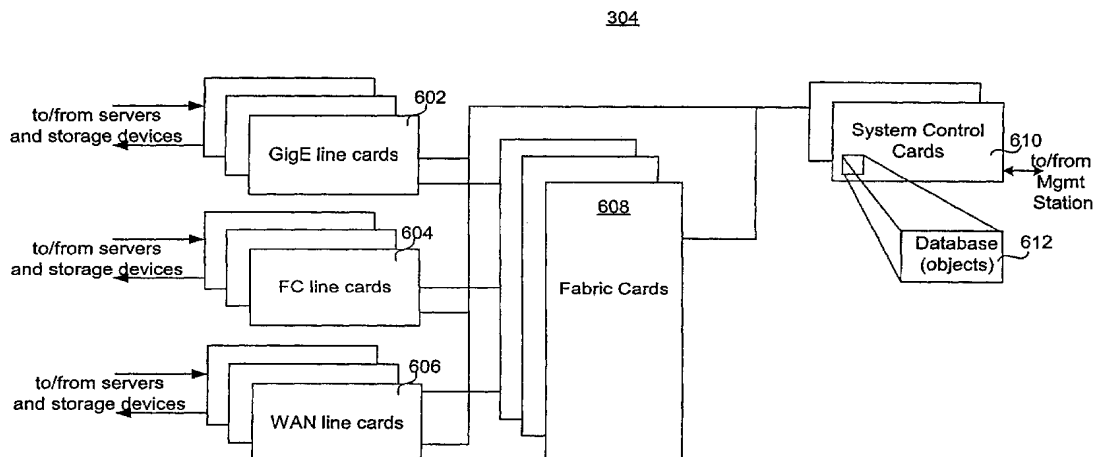 304
to/from servers
and storage devices
602
GigE line cards
to/from servers
and storage devices
604
FC line cards
to/from servers
and storage devices
606
WAN line cards
608
Fabric Cards
System Control
Cards
610
to/from
Mgmt
Station
Database
(objects)
612